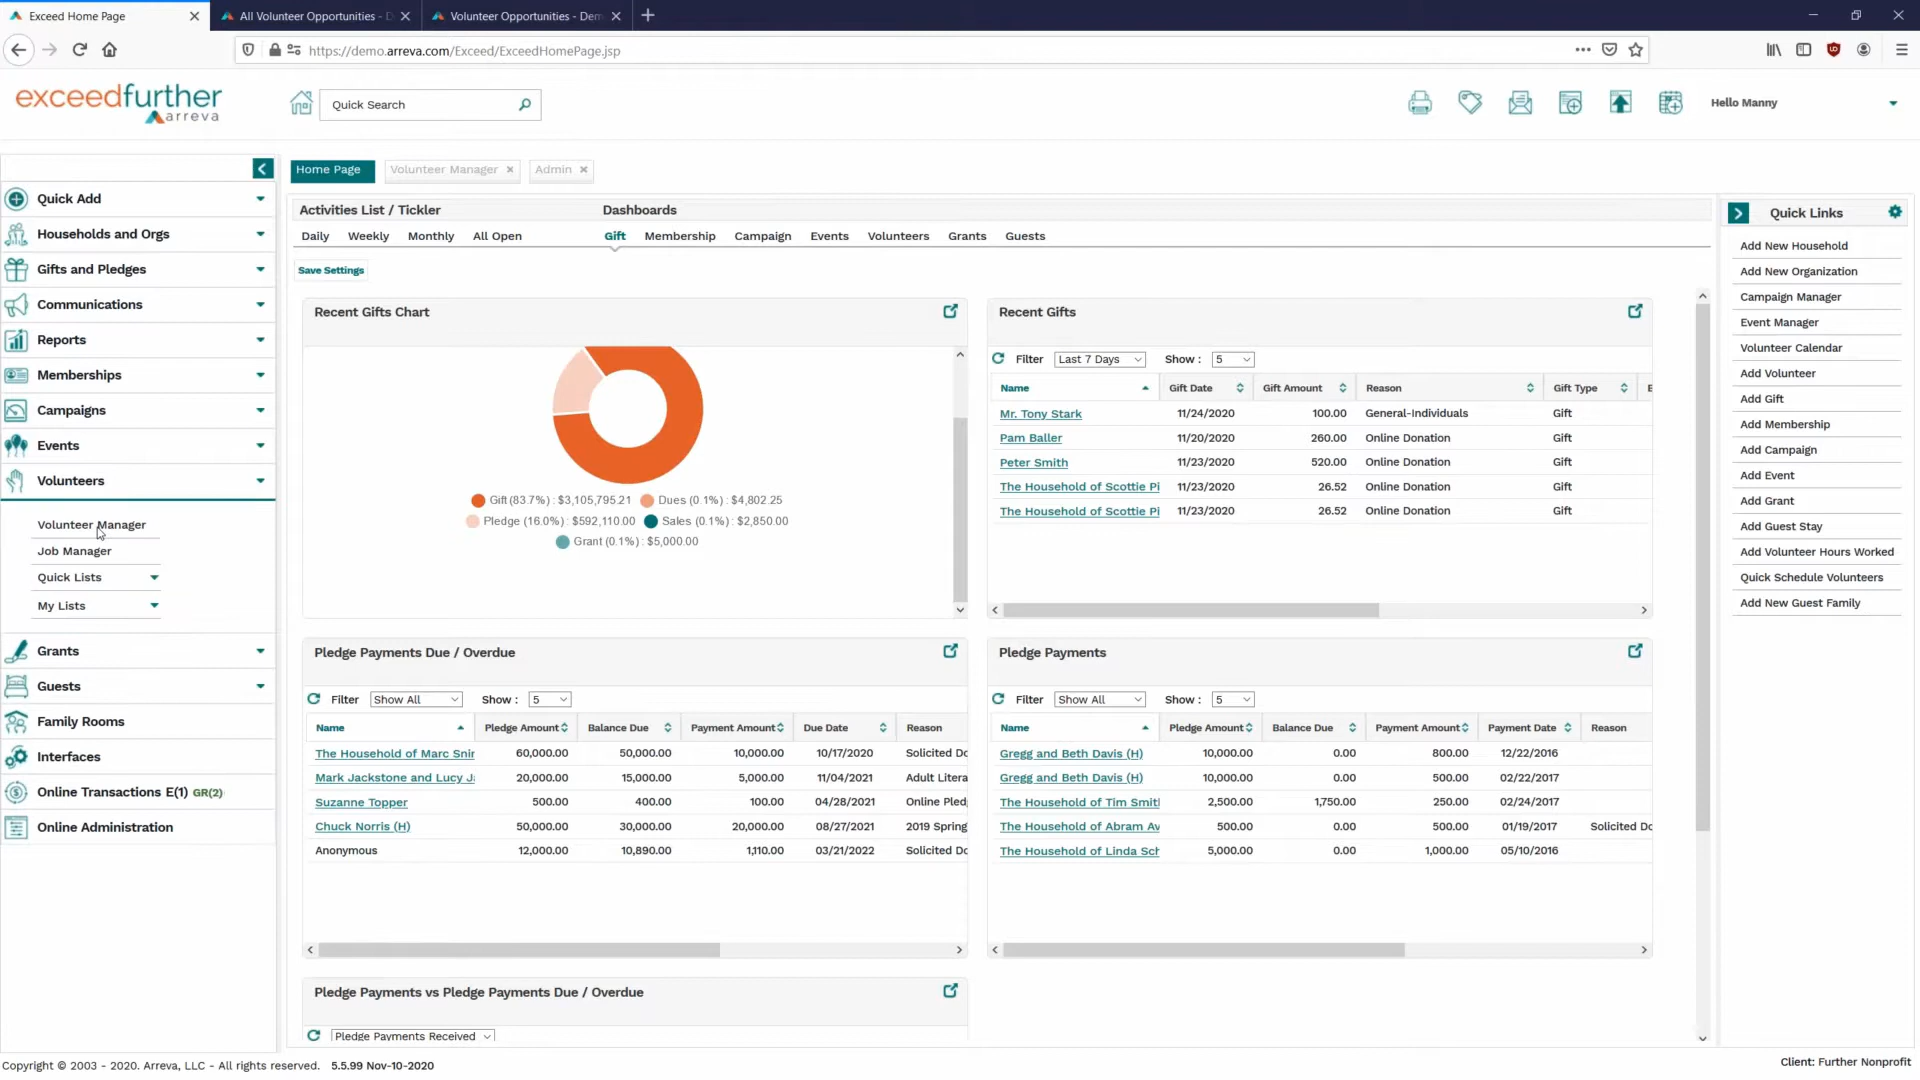 Exceed Home Page
All Volunteer Opportunities - D
Volunteer Opportunities - Dem
https://demo.arreva.com/Exceed/ExceedHomePage.jsp
exceedfurther
arreva
Quick Search
Hello Manny
Home Page
Volunteer Manager
Admin
Quick Add
Households and Orgs
Gifts and Pledges
Communications
Reports
Memberships
Campaigns
Events
Volunteers
Volunteer Manager
Job Manager
Quick Lists
My Lists
Grants
Guests
Family Rooms
Interfaces
Online Transactions E(1) GR(2)
Online Administration
Activities List / Tickler
Dashboards
Daily Weekly Monthly All Open
Gift Membership Campaign Events Volunteers Grants Guests
Save Settings
Recent Gifts Chart
Gift (83.7%) : $3,105,795.21 Dues (0.1%) : $4,802.25
Pledge (16.0%) : $592,110.00 Sales (0.1%) : $2,850.00
Grant (0.1%) : $5,000.00
Recent Gifts
Filter Last 7 Days Show : 5
Name Gift Date Gift Amount Reason Gift Type E
Mr. Tony Stark 11/24/2020 100.00 General-Individuals Gift
Pam Baller 11/20/2020 260.00 Online Donation Gift
Peter Smith 11/23/2020 520.00 Online Donation Gift
The Household of Scottie Pi 11/23/2020 26.52 Online Donation Gift
The Household of Scottie Pi 11/23/2020 26.52 Online Donation Gift
Pledge Payments Due / Overdue
Filter Show All Show : 5
Name Pledge Amount Balance Due Payment Amount Due Date Reason
The Household of Marc Snir 60,000.00 50,000.00 10,000.00 10/17/2020 Solicited Do
Mark Jackstone and Lucy Ja 20,000.00 15,000.00 5,000.00 11/04/2021 Adult Litera
Suzanne Topper 500.00 400.00 100.00 04/28/2021 Online Pled
Chuck Norris (H) 50,000.00 30,000.00 20,000.00 08/27/2021 2019 Spring
Anonymous 12,000.00 10,890.00 1,110.00 03/21/2022 Solicited Do
Pledge Payments
Filter Show All Show : 5
Name Pledge Amount Balance Due Payment Amount Payment Date Reason
Gregg and Beth Davis (H) 10,000.00 0.00 800.00 12/22/2016
Gregg and Beth Davis (H) 10,000.00 0.00 500.00 02/22/2017
The Household of Tim Smitl 2,500.00 1,750.00 250.00 02/24/2017
The Household of Abram Av 500.00 0.00 500.00 01/19/2017 Solicited Do
The Household of Linda Sch 5,000.00 0.00 1,000.00 05/10/2016
Pledge Payments vs Pledge Payments Due / Overdue
Pledge Payments Received
Quick Links
Add New Household
Add New Organization
Campaign Manager
Event Manager
Volunteer Calendar
Add Volunteer
Add Gift
Add Membership
Add Campaign
Add Event
Add Grant
Add Guest Stay
Add Volunteer Hours Worked
Quick Schedule Volunteers
Add New Guest Family
Copyright © 2003 - 2020. Arreva, LLC - All rights reserved. 5.5.99 Nov-10-2020
Client: Further Nonprofit